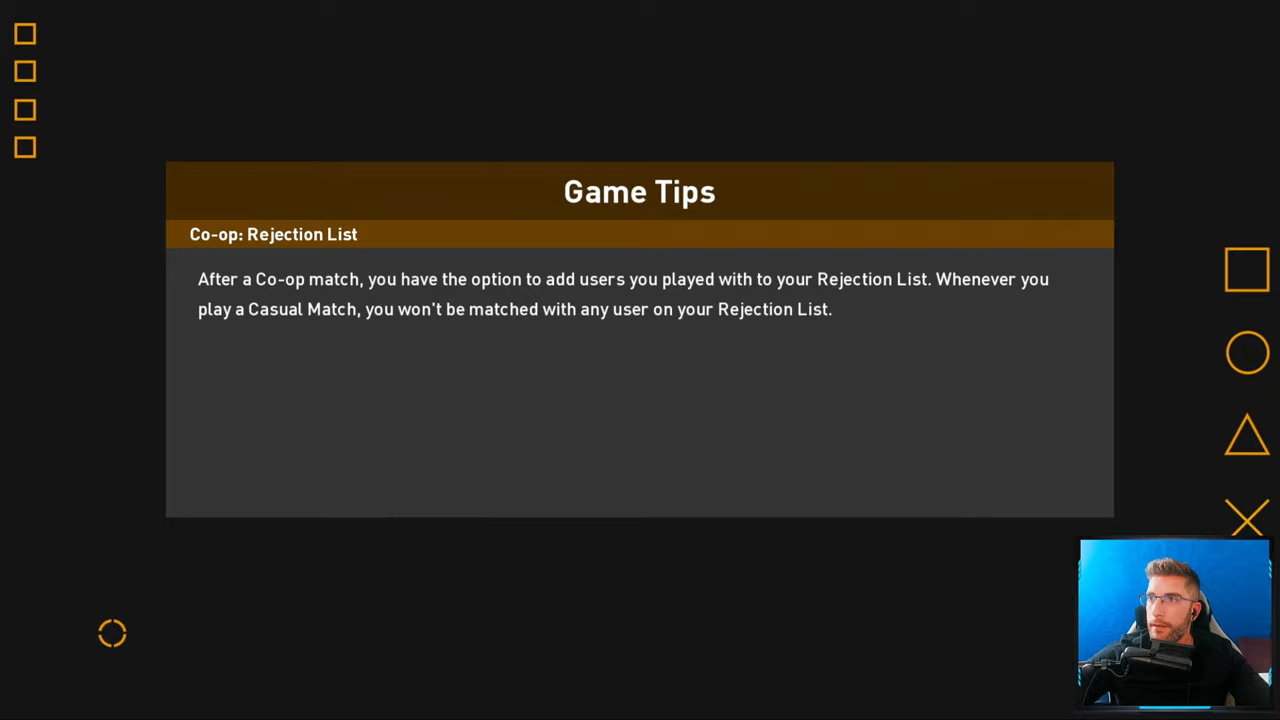 Game Tips
Co-op: Rejection List
After a Co-op match, you have the option to add users you played with to your Rejection List. Whenever you
play a Casual Match, you won't be matched with any user on your Rejection List.